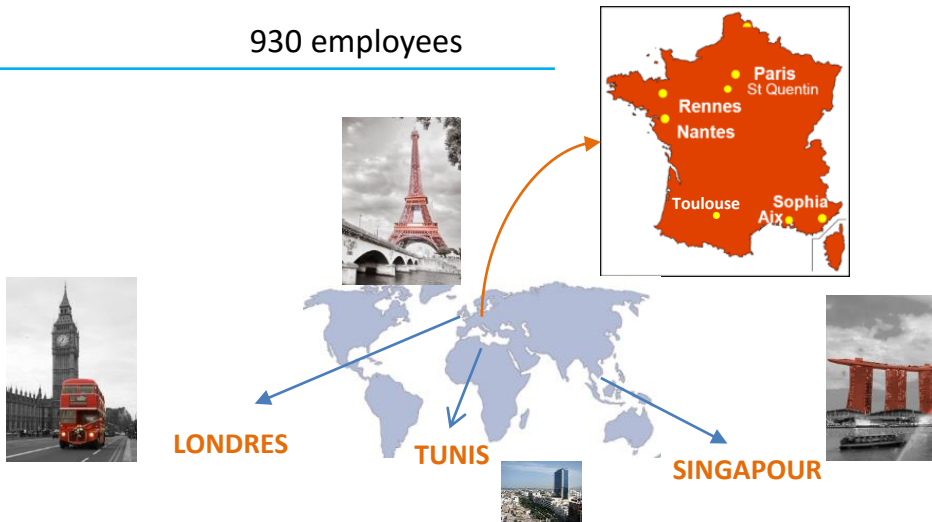 930 employees
Paris
St Quentin
Rennes
Nantes
Toulouse
Sophia
Aix
LONDRES
TUNIS
SINGAPOUR